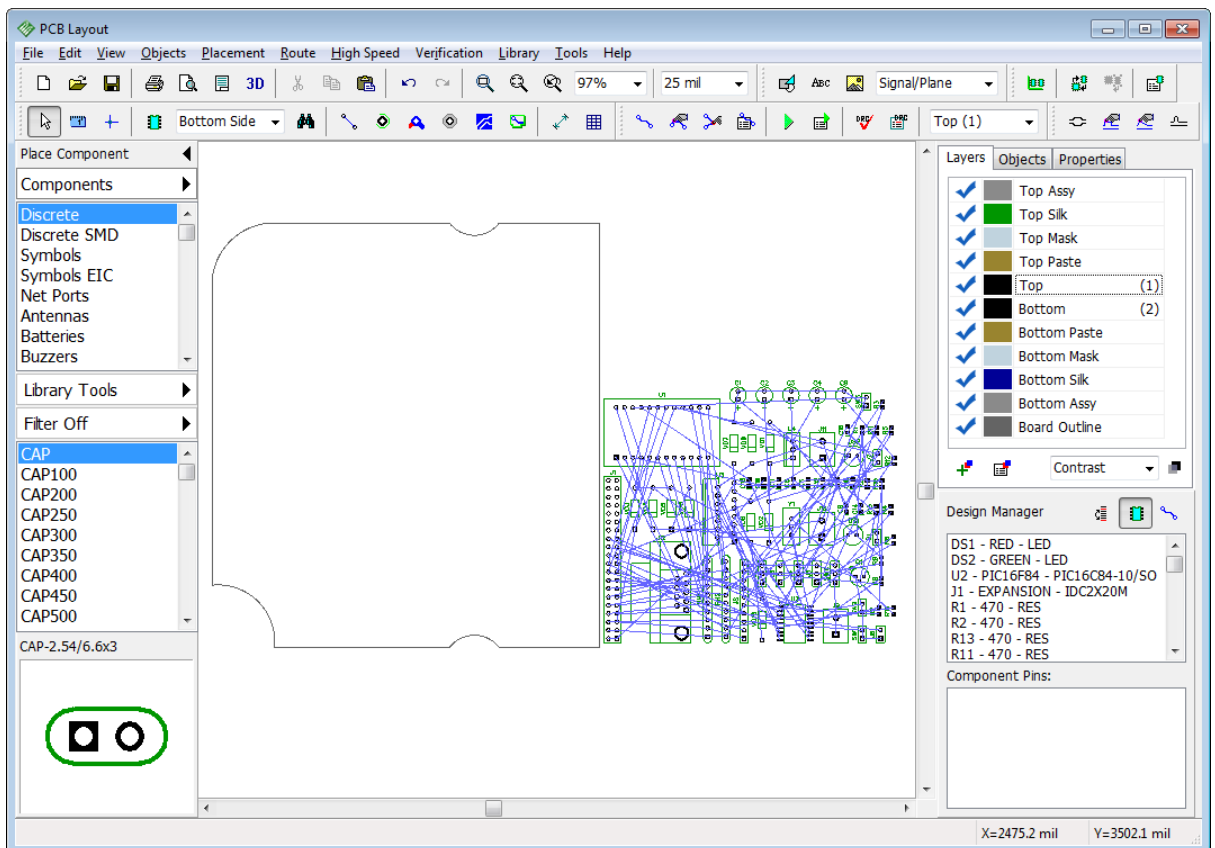 PCB Layout
File Edit View Objects Placement Route High Speed Verification Library Tools Help
3D 97% 25 mil ABC Signal/Plane
Bottom Side DRC DRC Top (1)
Place Component
Components
Discrete
Discrete SMD
Symbols
Symbols EIC
Net Ports
Antennas
Batteries
Buzzers
Library Tools
Filter Off
CAP
CAP100
CAP200
CAP250
CAP300
CAP350
CAP400
CAP450
CAP500
CAP-2.54/6.6x3
Layers Objects Properties
Top Assy
Top Silk
Top Mask
Top Paste
Top (1)
Bottom (2)
Bottom Paste
Bottom Mask
Bottom Silk
Bottom Assy
Board Outline
Contrast
Design Manager
DS1 - RED - LED
DS2 - GREEN - LED
U2 - PIC16F84 - PIC16C84-10/SO
J1 - EXPANSION - IDC2X20M
R1 - 470 - RES
R2 - 470 - RES
R13 - 470 - RES
R11 - 470 - RES
Component Pins:
X=2475.2 mil Y=3502.1 mil